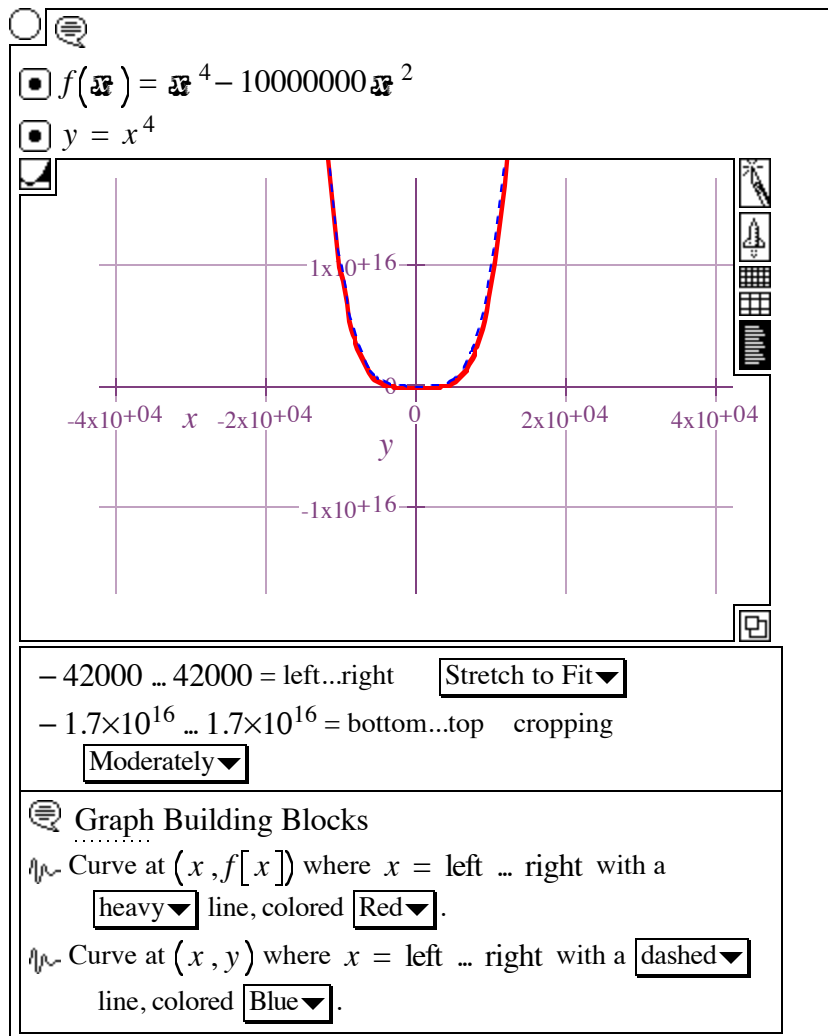 f(x) = x⁴ – 10000000x²
y = x⁴
1x10+16
0
-4x10+04 x -2x10+04 0 2x10+04 4x10+04
y
-1x10+16
– 42000 ... 42000 = left...right Stretch to Fit▼
– 1.7×10¹⁶ ... 1.7×10¹⁶ = bottom...top cropping
Moderately▼
Graph Building Blocks
Curve at (x , f[x]) where x = left ... right with a
heavy▼ line, colored Red▼.
Curve at (x , y) where x = left ... right with a dashed▼
line, colored Blue▼.